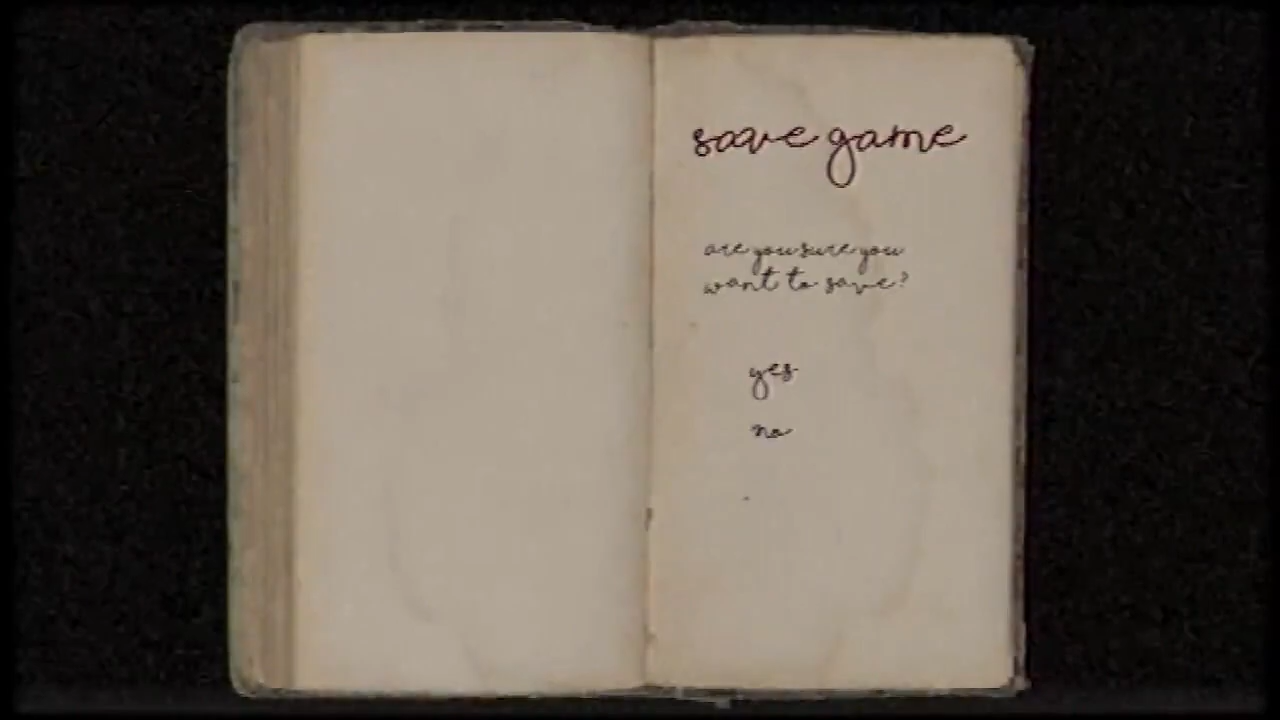 save game
are you sure you
want to save?
yes
no